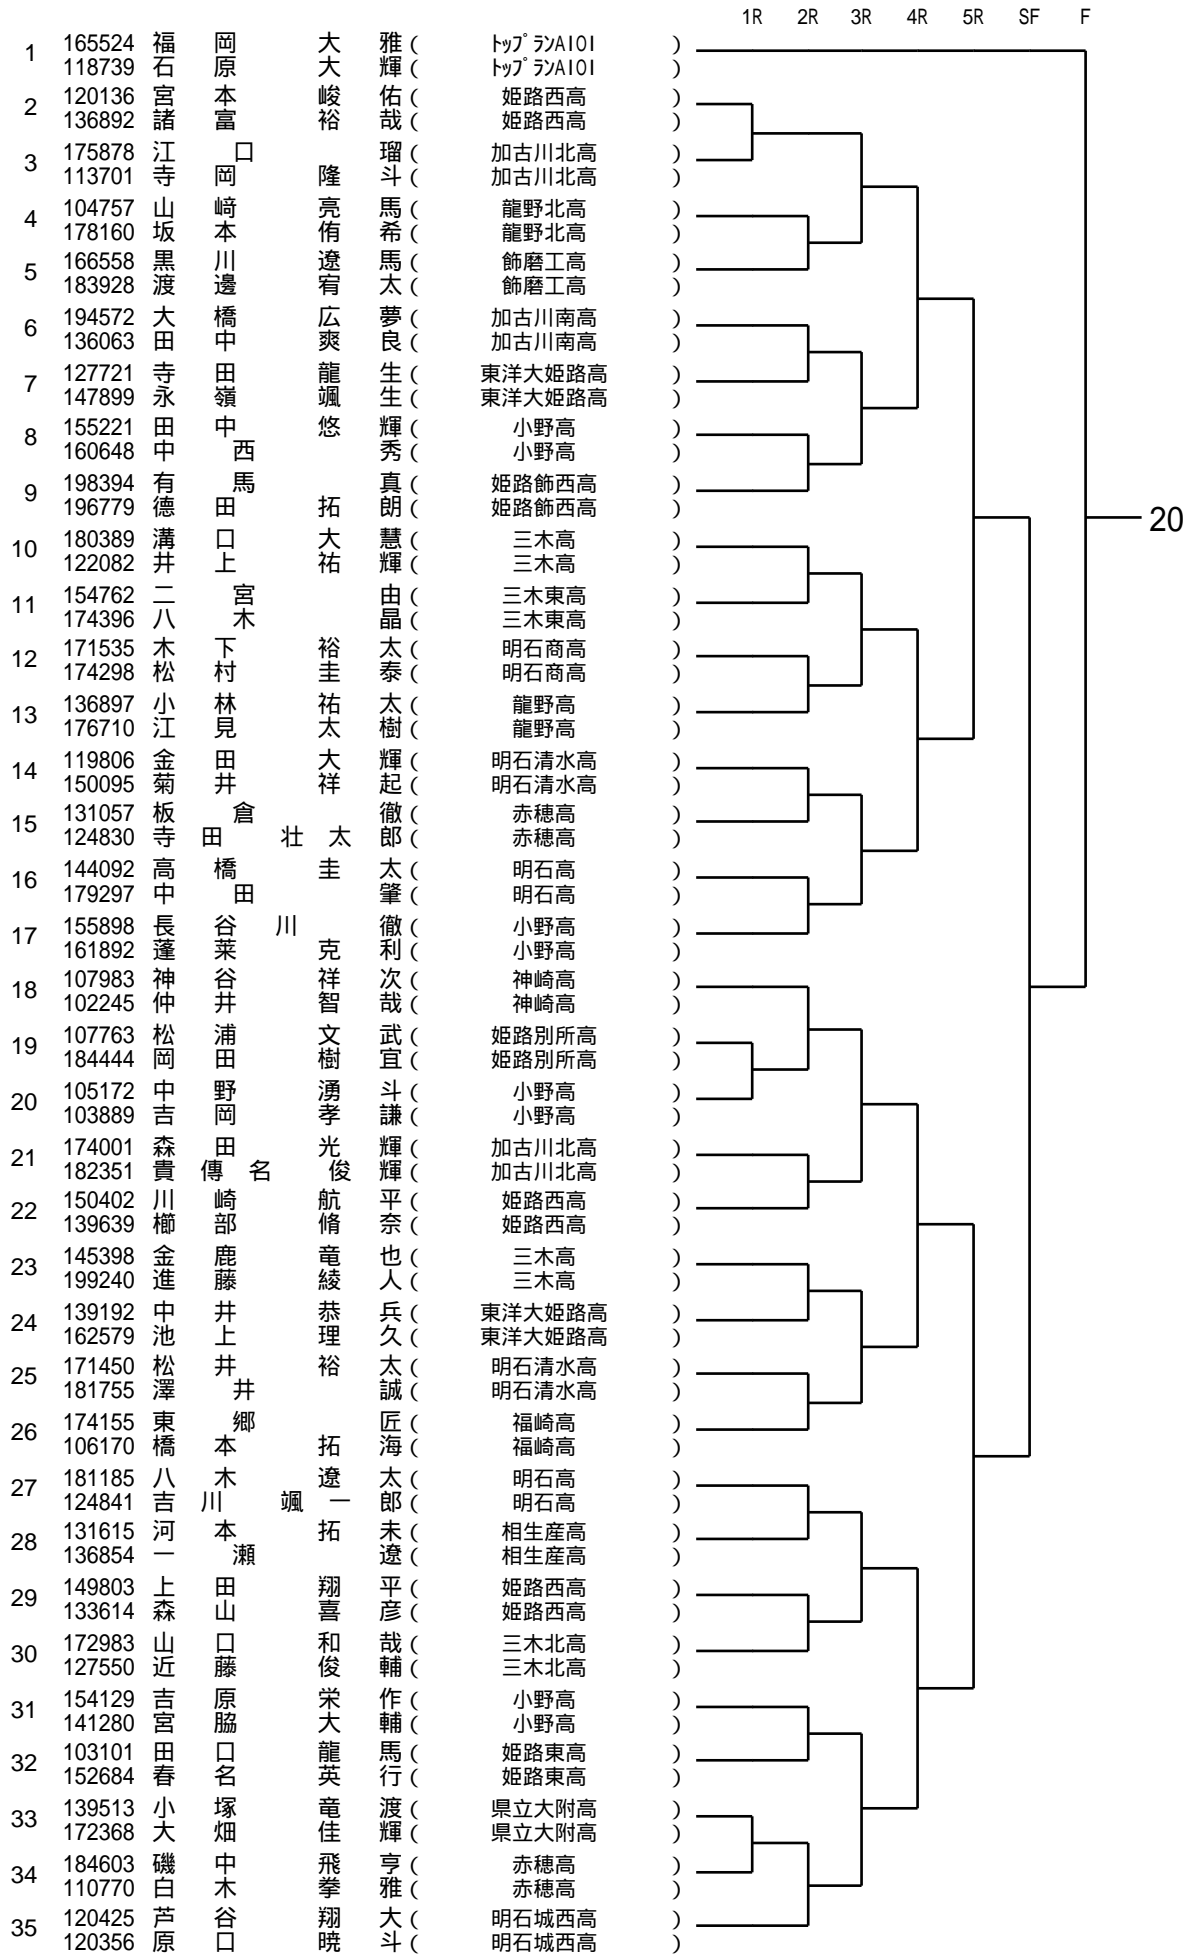 1R 2R 3R 4R 5R SF F
1 165524 福 岡 大 雅 ( トップランAIOI )
118739 石 原 大 輝 ( トップランAIOI )
2 120136 宮 本 峻 佑 ( 姫路西高 )
136892 諸 富 裕 哉 ( 姫路西高 )
3 175878 江 口 瑠 ( 加古川北高 )
113701 寺 岡 隆 斗 ( 加古川北高 )
4 104757 山 﨑 亮 馬 ( 龍野北高 )
178160 坂 本 侑 希 ( 龍野北高 )
5 166558 黒 川 遼 馬 ( 飾磨工高 )
183928 渡 邊 宥 太 ( 飾磨工高 )
6 194572 大 橋 広 夢 ( 加古川南高 )
136063 田 中 爽 良 ( 加古川南高 )
7 127721 寺 田 龍 生 ( 東洋大姫路高 )
147899 永 嶺 颯 生 ( 東洋大姫路高 )
8 155221 田 中 悠 輝 ( 小野高 )
160648 中 西 秀 ( 小野高 )
9 198394 有 馬 真 ( 姫路飾西高 )
196779 德 田 拓 朗 ( 姫路飾西高 )
20
10 180389 溝 口 大 慧 ( 三木高 )
122082 井 上 祐 輝 ( 三木高 )
11 154762 二 宮 由 ( 三木東高 )
174396 八 木 晶 ( 三木東高 )
12 171535 木 下 裕 太 ( 明石商高 )
174298 松 村 圭 泰 ( 明石商高 )
13 136897 小 林 祐 太 ( 龍野高 )
176710 江 見 太 樹 ( 龍野高 )
14 119806 金 田 大 輝 ( 明石清水高 )
150095 菊 井 祥 起 ( 明石清水高 )
15 131057 板 倉 徹 ( 赤穂高 )
124830 寺 田 壮 太 郎 ( 赤穂高 )
16 144092 高 橋 圭 太 ( 明石高 )
179297 中 田 肇 ( 明石高 )
17 155898 長 谷 川 徹 ( 小野高 )
161892 蓬 莱 克 利 ( 小野高 )
18 107983 神 谷 祥 次 ( 神崎高 )
102245 仲 井 智 哉 ( 神崎高 )
19 107763 松 浦 文 武 ( 姫路別所高 )
184444 岡 田 樹 宜 ( 姫路別所高 )
20 105172 中 野 湧 斗 ( 小野高 )
103889 吉 岡 孝 謙 ( 小野高 )
21 174001 森 田 光 輝 ( 加古川北高 )
182351 貴 傳 名 俊 輝 ( 加古川北高 )
22 150402 川 崎 航 平 ( 姫路西高 )
139639 櫛 部 脩 奈 ( 姫路西高 )
23 145398 金 鹿 竜 也 ( 三木高 )
199240 進 藤 綾 人 ( 三木高 )
24 139192 中 井 恭 兵 ( 東洋大姫路高 )
162579 池 上 理 久 ( 東洋大姫路高 )
25 171450 松 井 裕 太 ( 明石清水高 )
181755 澤 井 誠 ( 明石清水高 )
26 174155 東 郷 匠 ( 福崎高 )
106170 橋 本 拓 海 ( 福崎高 )
27 181185 八 木 遼 太 ( 明石高 )
124841 吉 川 颯 一 郎 ( 明石高 )
28 131615 河 本 拓 未 ( 相生産高 )
136854 一 瀬 遼 ( 相生産高 )
29 149803 上 田 翔 平 ( 姫路西高 )
133614 森 山 喜 彦 ( 姫路西高 )
30 172983 山 口 和 哉 ( 三木北高 )
127550 近 藤 俊 輔 ( 三木北高 )
31 154129 吉 原 栄 作 ( 小野高 )
141280 宮 脇 大 輔 ( 小野高 )
32 103101 田 口 龍 馬 ( 姫路東高 )
152684 春 名 英 行 ( 姫路東高 )
33 139513 小 塚 竜 渡 ( 県立大附高 )
172368 大 畑 佳 輝 ( 県立大附高 )
34 184603 磯 中 飛 亨 ( 赤穂高 )
110770 白 木 拳 雅 ( 赤穂高 )
35 120425 芦 谷 翔 大 ( 明石城西高 )
120356 原 口 暁 斗 ( 明石城西高 )